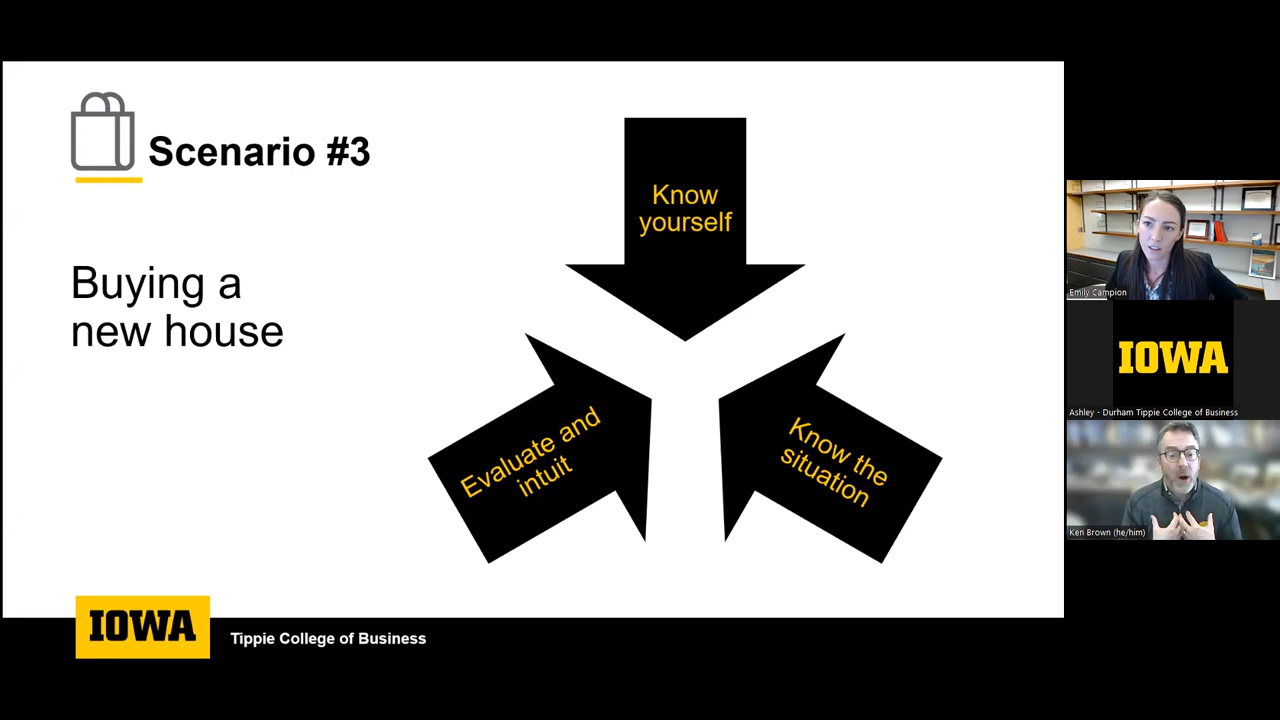 Scenario #3
Buying a
new house
Know
yourself
Evaluate and
intuit
Know the
situation
IOWA
Tippie College of Business
Emily Campion
IOWA
Ashley - Durham Tippie College of Business
Ken Brown (he/him)